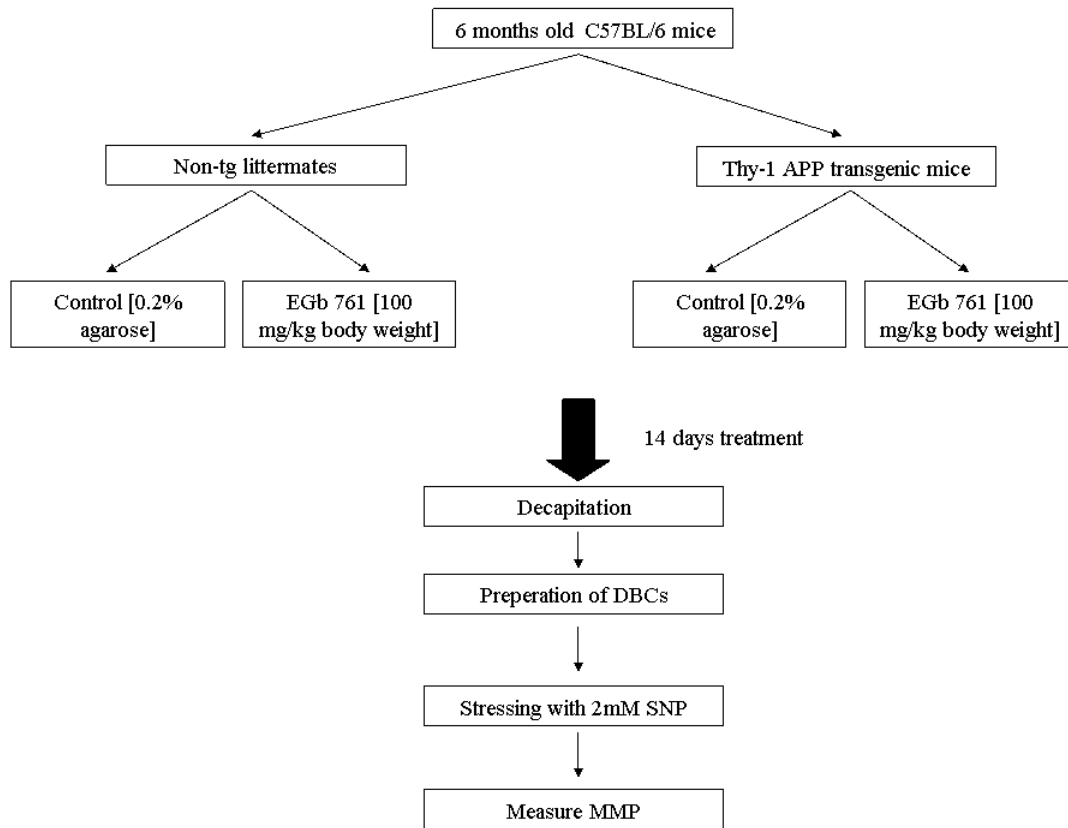 6 months old C57BL/6 mice
Non-tg littermates
Thy-1 APP transgenic mice
Control [0.2%
agarose]
EGb 761 [100
mg/kg body weight]
Control [0.2%
agarose]
EGb 761 [100
mg/kg body weight]
14 days treatment
Decapitation
Preperation of DBCs
Stressing with 2mM SNP
Measure MMP